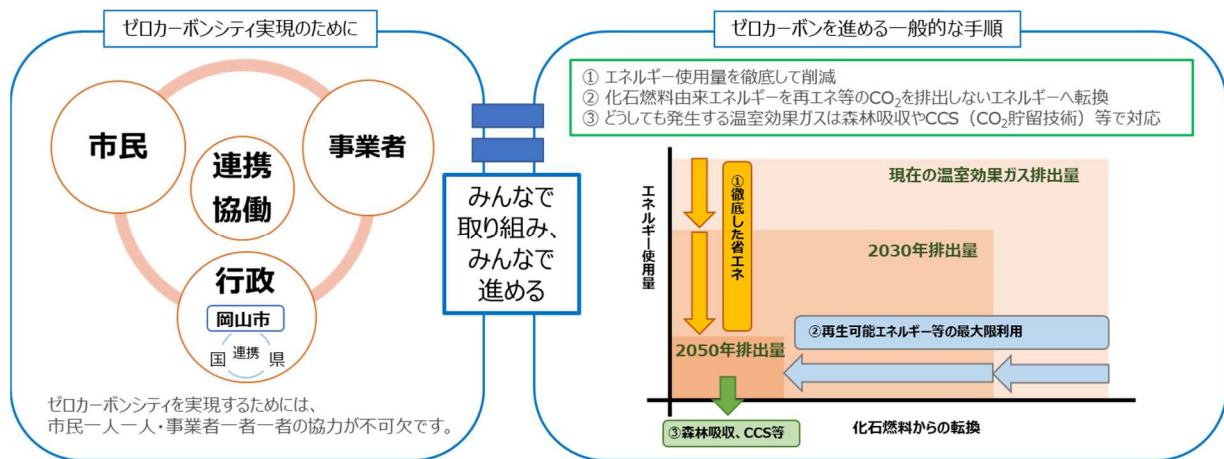 ゼロカーボンシティ実現のために
市民
事業者
連携
協働
行政
岡山市
国
連携
県
ゼロカーボンシティを実現するためには、
市民一人一人・事業者一者一者の協力が不可欠です。
みんなで
取り組み、
みんなで
進める
ゼロカーボンを進める一般的な手順
① エネルギー使用量を徹底して削減
② 化石燃料由来エネルギーを再エネ等のCO₂を排出しないエネルギーへ転換
③ どうしても発生する温室効果ガスは森林吸収やCCS（CO₂貯留技術）等で対応
エネルギー使用量
①徹底した省エネ
現在の温室効果ガス排出量
2030年排出量
②再生可能エネルギー等の最大限利用
2050年排出量
③森林吸収、CCS等
化石燃料からの転換